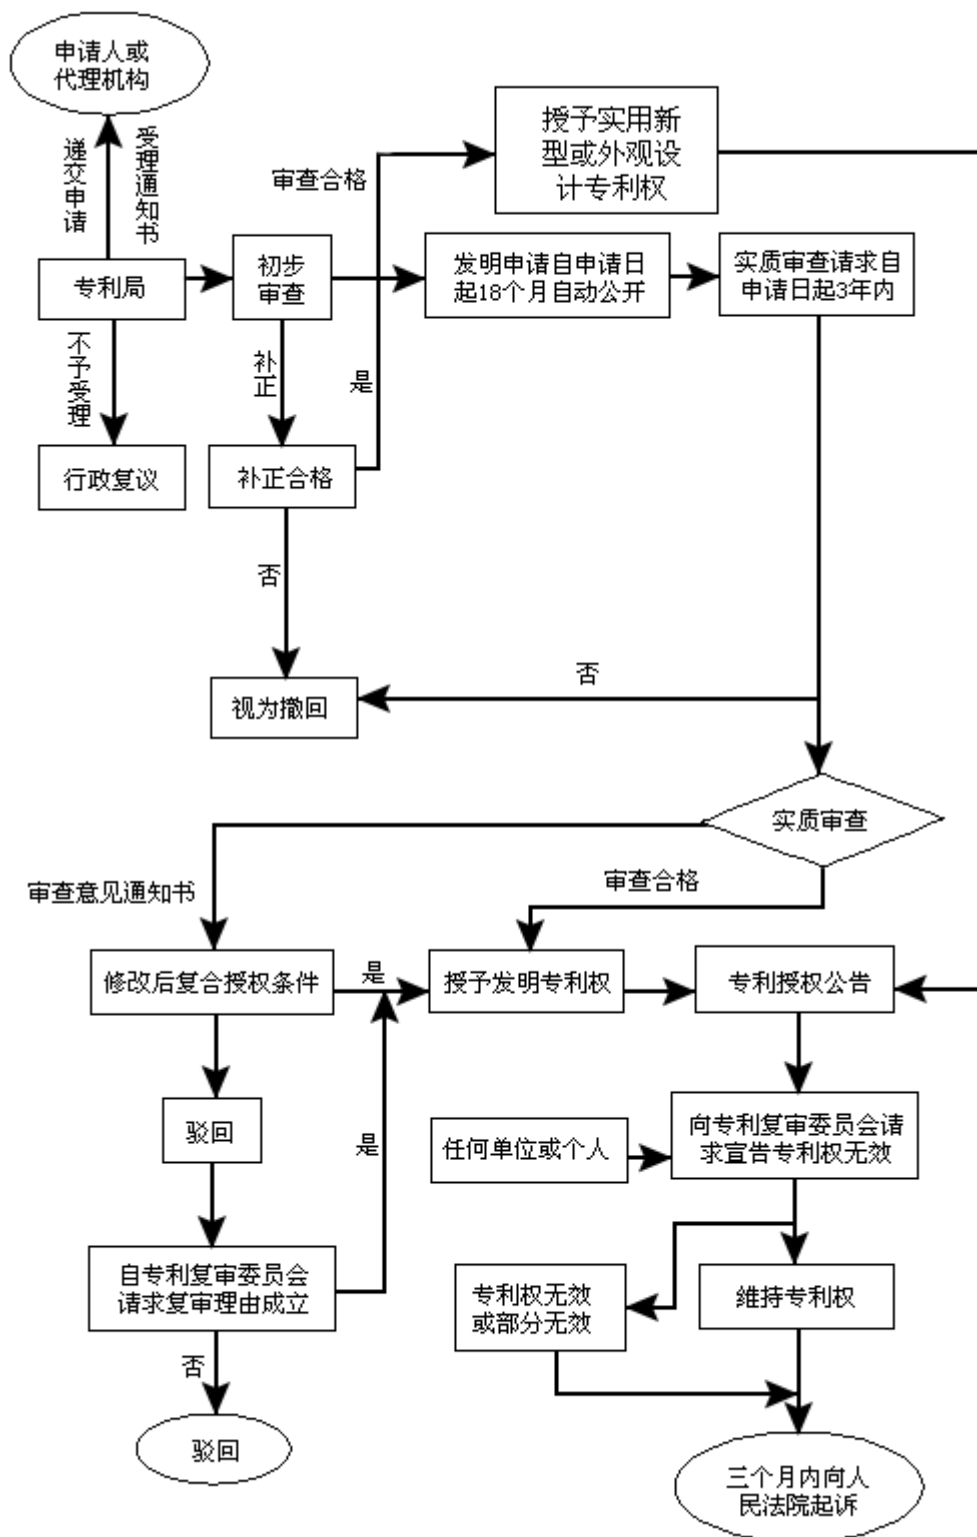 申请人或
代理机构
递交申请
受理通知书
专利局
不予受理
行政复议
初步
审查
补正
补正合格
审查合格
是
授予实用新
型或外观设
计专利权
发明申请自申请日
起18个月自动公开
实质审查请求自
申请日起3年内
否
视为撤回
否
实质审查
审查意见通知书
审查合格
修改后复合授权条件
是
授予发明专利权
专利授权公告
驳回
是
任何单位或个人
向专利复审委员会请
求宣告专利权无效
自专利复审委员会
请求复审理由成立
专利权无效
或部分无效
維持专利权
否
驳回
三个月内向人
民法院起诉